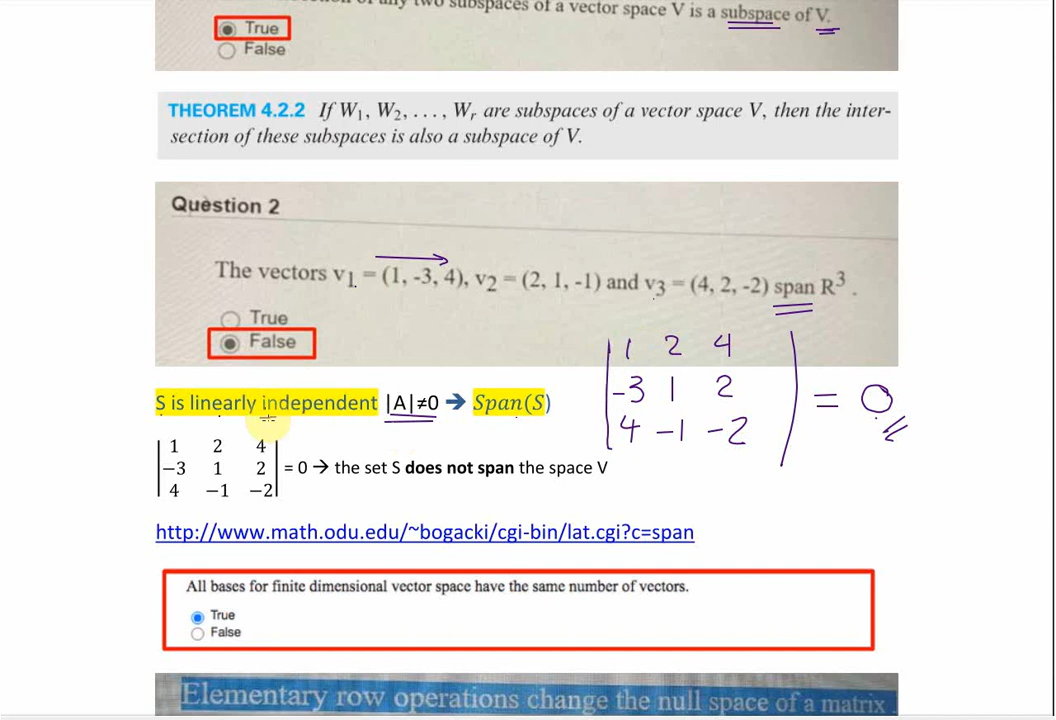 any two subspaces of a vector space V is a subspace of V.
True
False
THEOREM 4.2.2 If W₁, W₂, . . . , Wᵣ are subspaces of a vector space V, then the inter-
section of these subspaces is also a subspace of V.
Question 2
The vectors v1 = (1, -3, 4), v2 = (2, 1, -1) and v3 = (4, 2, -2) span R³ .
True
False
1 2 4
-3 1 2
4 -1 -2
= 0
S is linearly independent |A|≠0 → Span(S)
1 2 4
−3 1 2
4 −1 −2
= 0 → the set S does not span the space V
http://www.math.odu.edu/~bogacki/cgi-bin/lat.cgi?c=span
All bases for finite dimensional vector space have the same number of vectors.
True
False
Elementary row operations change the null space of a matrix